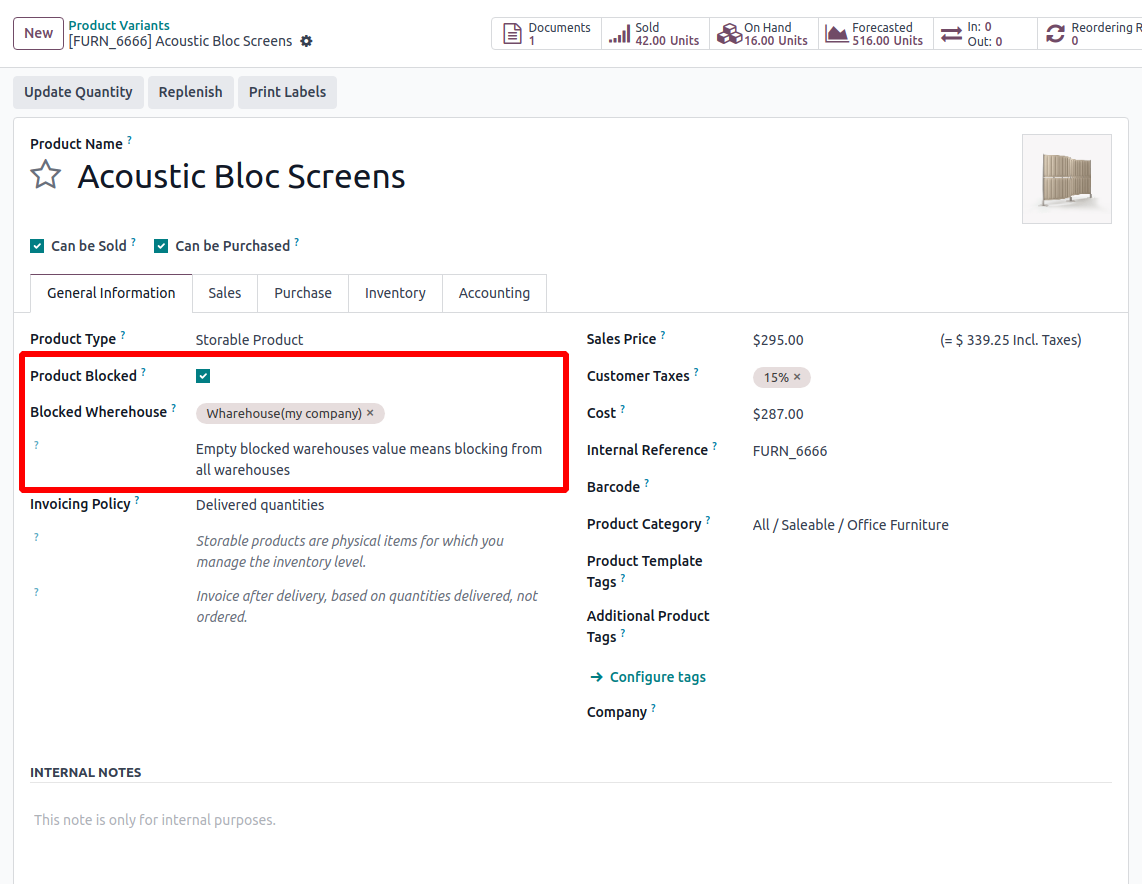 New
Product Variants
[FURN_6666] Acoustic Bloc Screens
Documents
1
Sold
42.00 Units
On Hand
16.00 Units
Forecasted
516.00 Units
In: 0
Out: 0
Reordering R
0
Update Quantity
Replenish
Print Labels
Product Name ?
Acoustic Bloc Screens
Can be Sold ? Can be Purchased ?
General Information Sales Purchase Inventory Accounting
Product Type ? Storable Product
Product Blocked ?
Blocked Wherehouse ? Wharehouse(my company) ×
? Empty blocked warehouses value means blocking from
all warehouses
Invoicing Policy ? Delivered quantities
? Storable products are physical items for which you
manage the inventory level.
? Invoice after delivery, based on quantities delivered, not
ordered.
Sales Price ? $295.00 (= $ 339.25 Incl. Taxes)
Customer Taxes ? 15% ×
Cost ? $287.00
Internal Reference ? FURN_6666
Barcode ?
Product Category ? All / Saleable / Office Furniture
Product Template
Tags ?
Additional Product
Tags ?
→ Configure tags
Company ?
INTERNAL NOTES
This note is only for internal purposes.